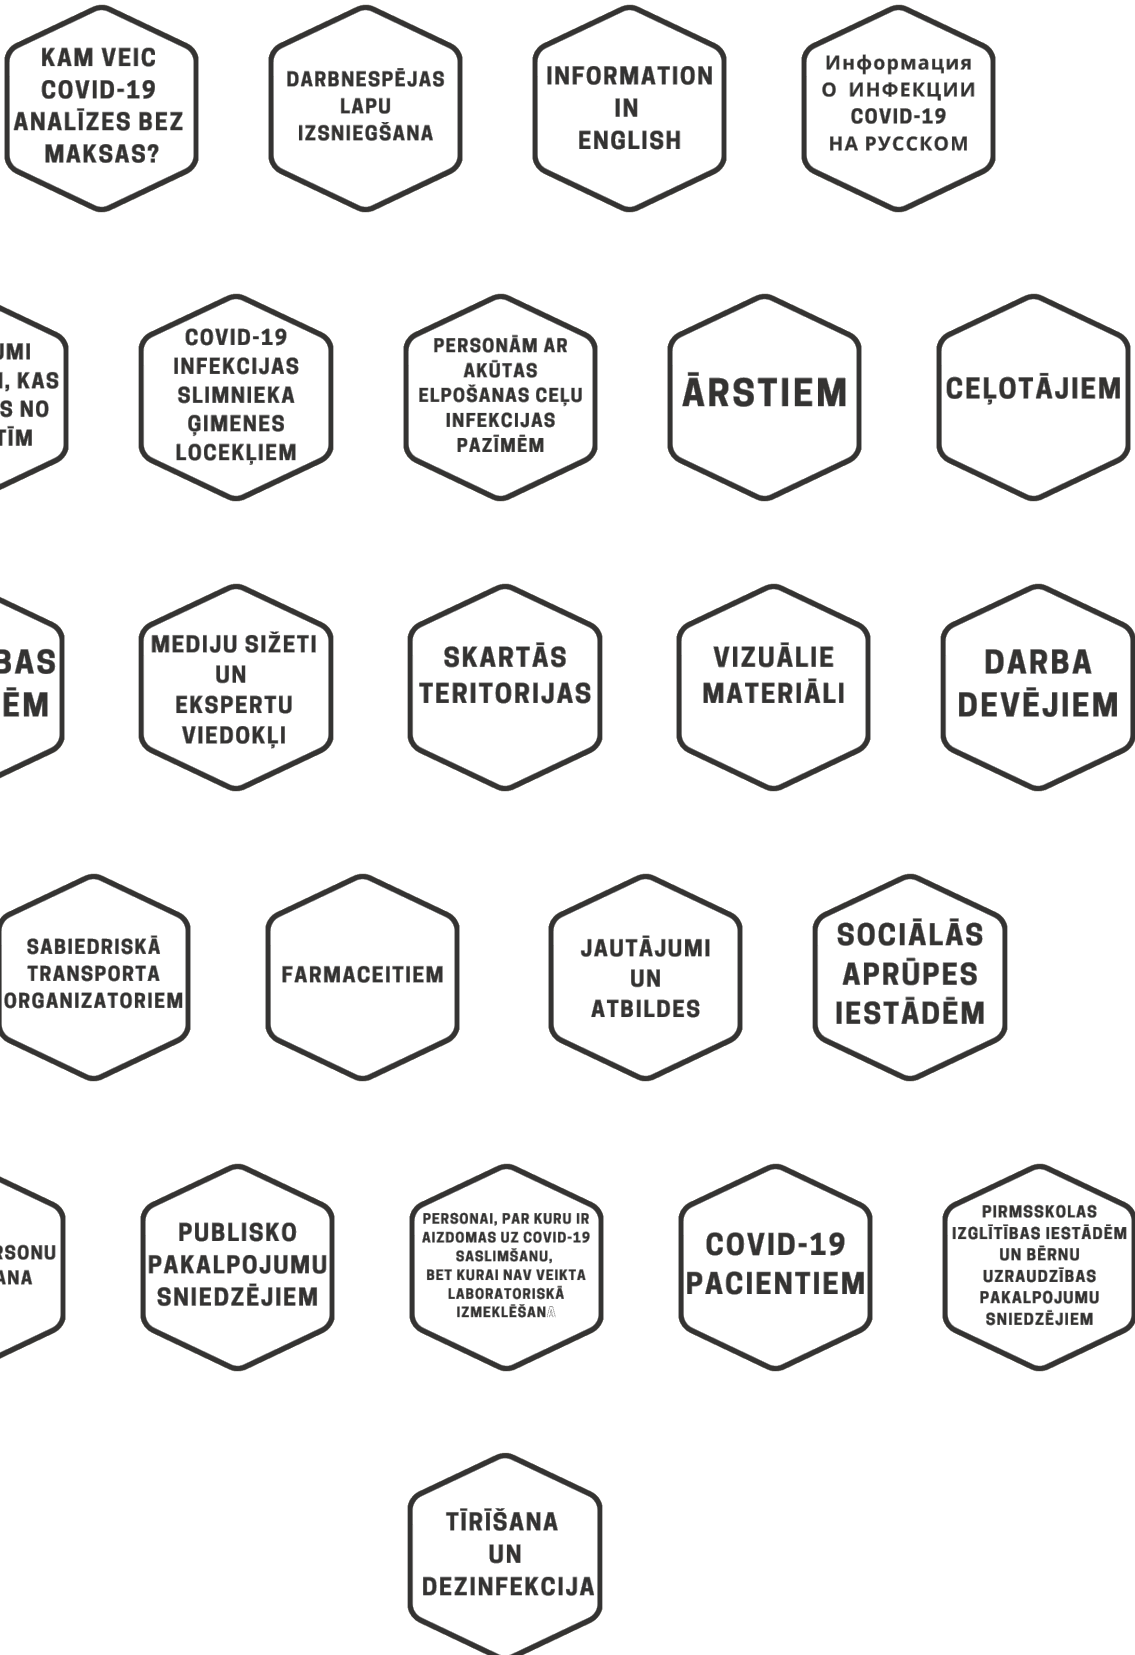 KAM VEIC
COVID-19
ANALĪZES BEZ
MAKSAS?
DARBNESPĒJAS
LAPU
IZSNIEGŠANA
INFORMATION
IN
ENGLISH
Информация
О ИНФЕКЦИИ
COVID-19
НА РУССКОМ
KAS
NO
COVID-19
INFEKCIJAS
SLIMNIEKA
ĢIMENES
LOCEKĻIEM
PERSONĀM AR
AKŪTAS
ELPOŠANAS CEĻU
INFEKCIJAS
PAZĪMĒM
ĀRSTIEM
CEĻOTĀJIEM
MEDIJU SIŽETI
UN
EKSPERTU
VIEDOKĻI
SKARTĀS
TERITORIJAS
VIZUĀLIE
MATERIĀLI
DARBA
DEVĒJIEM
SABIEDRISKĀ
TRANSPORTA
ORGANIZATORIEM
FARMACEITIEM
JAUTĀJUMI
UN
ATBILDES
SOCIĀLĀS
APRŪPES
IESTĀDĒM
PUBLISKO
PAKALPOJUMU
SNIEDZĒJIEM
PERSONAI, PAR KURU IR
AIZDOMAS UZ COVID-19
SASLIMŠANU,
BET KURAI NAV VEIKTA
LABORATORISKĀ
IZMEKLĒŠANA
COVID-19
PACIENTIEM
PIRMSSKOLAS
IZGLĪTĪBAS IESTĀDĒM
UN BĒRNU
UZRAUDZĪBAS
PAKALPOJUMU
SNIEDZĒJIEM
TĪRĪŠANA
UN
DEZINFEKCIJA